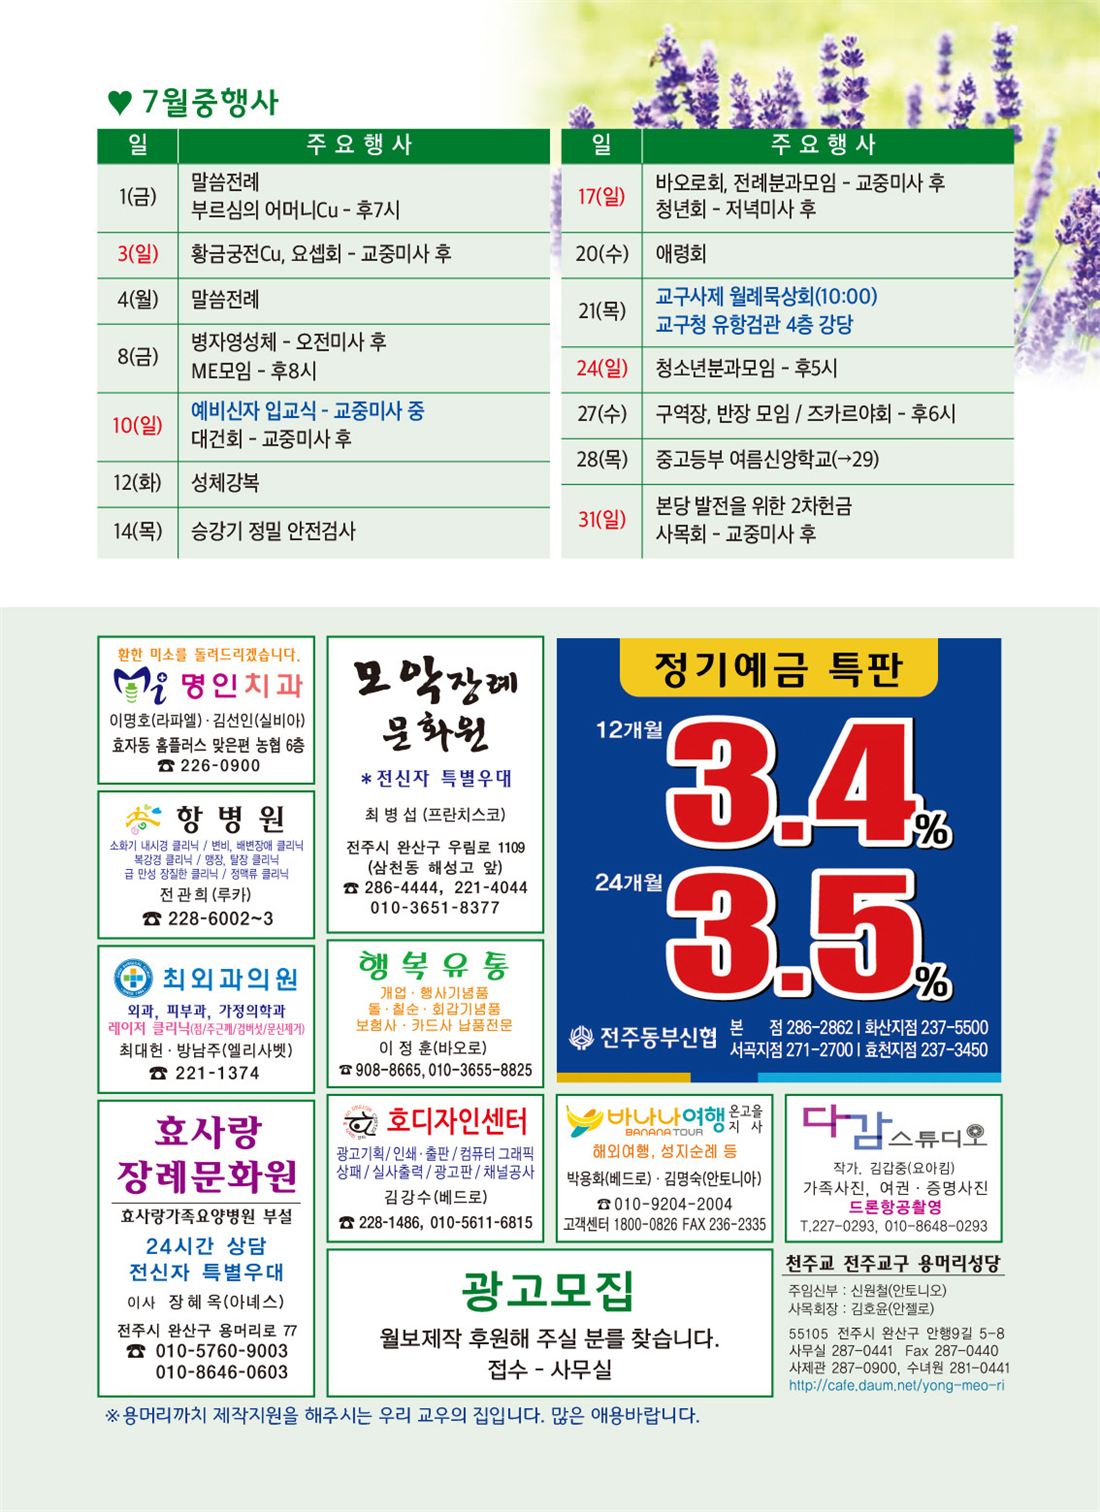 ♥ 7월중행사
일 주요행사
1(금) 말씀전례
부르심의 어머니Cu - 후7시
3(일) 황금궁전Cu, 요셉회 - 교중미사 후
4(월) 말씀전례
8(금) 병자영성체 - 오전미사 후
ME모임 - 후8시
10(일) 예비신자 입교식 - 교중미사 중
대건회 - 교중미사 후
12(화) 성체강복
14(목) 승강기 정밀 안전검사
일 주요행사
17(일) 바오로회, 전례분과모임 - 교중미사 후
청년회 - 저녁미사 후
20(수) 애령회
21(목) 교구사제 월례묵상회(10:00)
교구청 유항검관 4층 강당
24(일) 청소년분과모임 - 후5시
27(수) 구역장, 반장 모임 / 즈카르야회 - 후6시
28(목) 중고등부 여름신앙학교(→29)
31(일) 본당 발전을 위한 2차헌금
사목회 - 교중미사 후
환한 미소를 돌려드리겠습니다.
Mi 명인치과
이명호(라파엘)·김선인(실비아)
효자동 홈플러스 맞은편 농협 6층
☎ 226-0900
항병원
소화기 내시경 클리닉 / 변비, 배변장애 클리닉
복강경 클리닉 / 맹장, 탈장 클리닉
급 만성 장질환 클리닉 / 정맥류 클리닉
전관희(루카)
☎ 228-6002~3
최외과의원
외과, 피부과, 가정의학과
레이저 클리닉(점/주근깨/검버섯/문신제거)
최대헌·방남주(엘리사벳)
☎ 221-1374
효사랑
장례문화원
효사랑가족요양병원 부설
24시간 상담
전신자 특별우대
이사 장혜옥(아녜스)
전주시 완산구 용머리로 77
☎ 010-5760-9003
010-8646-0603
모악장례
문화원
*전신자 특별우대
최병섭(프란치스코)
전주시 완산구 우림로 1109
(삼천동 해성고 앞)
☎ 286-4444, 221-4044
010-3651-8377
행복유통
개업·행사기념품
돌·칠순·회갑기념품
보험사·카드사 납품전문
이정훈(바오로)
☎908-8665, 010-3655-8825
호디자인센터
광고기획/인쇄·출판/컴퓨터 그래픽
상패/실사출력/광고판/채널공사
김강수(베드로)
☎ 228-1486, 010-5611-6815
정기예금 특판
12개월 3.4%
24개월 3.5%
전주동부신협
본 점 286-2862 | 화산지점 237-5500
서곡지점 271-2700 | 효천지점 237-3450
바나나여행 온고을
BANANA TOUR 지사
해외여행, 성지순례 등
박용화(베드로)·김명숙(안토니아)
☎010-9204-2004
고객센터 1800-0826 FAX 236-2335
다감스튜디오
작가. 김갑중(요아킴)
가족사진, 여권·증명사진
드론항공촬영
T.227-0293, 010-8648-0293
광고모집
월보제작 후원해 주실 분를 찾습니다.
접수 - 사무실
천주교 전주교구 용머리성당
주임신부 : 신원철(안토니오)
사목회장 : 김호윤(안젤로)
55105 전주시 완산구 안행9길 5-8
사무실 287-0441 Fax 287-0440
사제관 287-0900, 수녀원 281-0441
http://cafe.daum.net/yong-meo-ri
※용머리까치 제작지원을 해주시는 우리 교우의 집입니다. 많은 애용바랍니다.